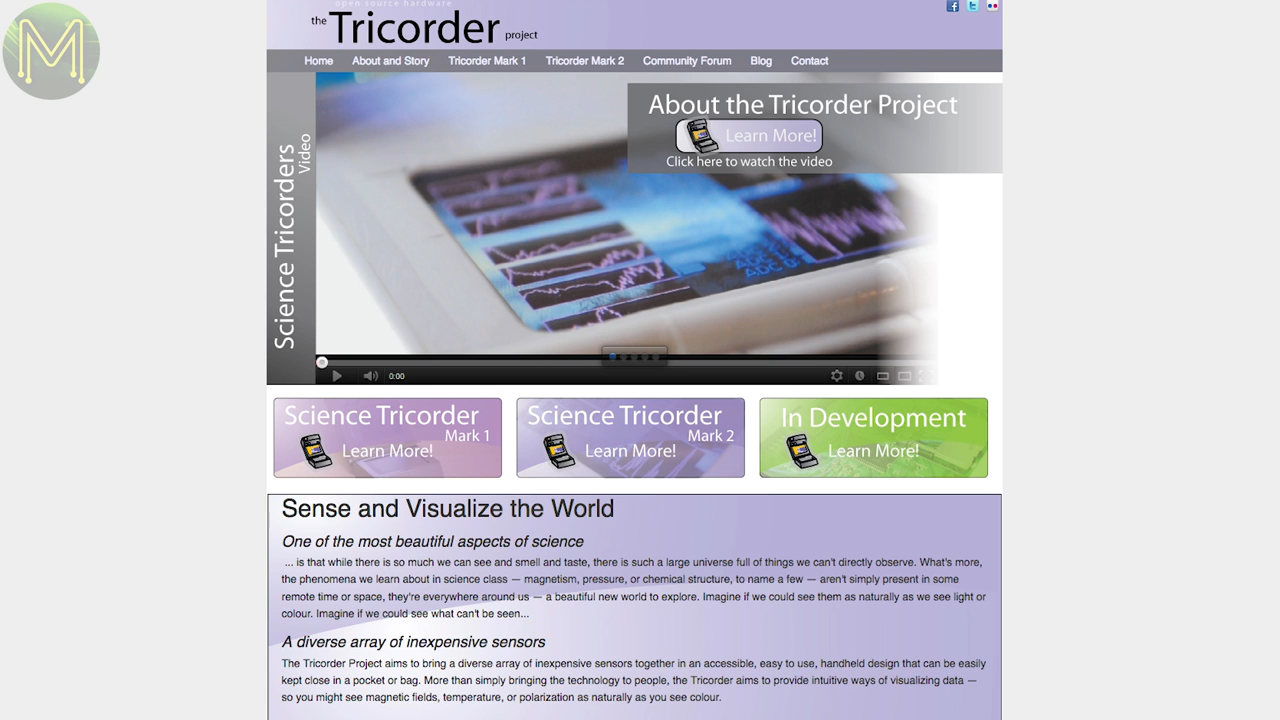 open source hardware
the Tricorder project
Home About and Story Tricorder Mark 1 Tricorder Mark 2 Community Forum Blog Contact
Science Tricorders
Video
About the Tricorder Project
Learn More!
Click here to watch the video
ADC
ADC 0:
0:00
Science Tricorder
Mark 1
Learn More!
Science Tricorder
Mark 2
Learn More!
In Development
Learn More!
Sense and Visualize the World
One of the most beautiful aspects of science
... is that while there is so much we can see and smell and taste, there is such a large universe full of things we can't directly observe. What's more,
the phenomena we learn about in science class — magnetism, pressure, or chemical structure, to name a few — aren't simply present in some
remote time or space, they're everywhere around us — a beautiful new world to explore. Imagine if we could see them as naturally as we see light or
colour. Imagine if we could see what can't be seen...
A diverse array of inexpensive sensors
The Tricorder Project aims to bring a diverse array of inexpensive sensors together in an accessible, easy to use, handheld design that can be easily
kept close in a pocket or bag. More than simply bringing the technology to people, the Tricorder aims to provide intuitive ways of visualizing data —
so you might see magnetic fields, temperature, or polarization as naturally as you see colour.